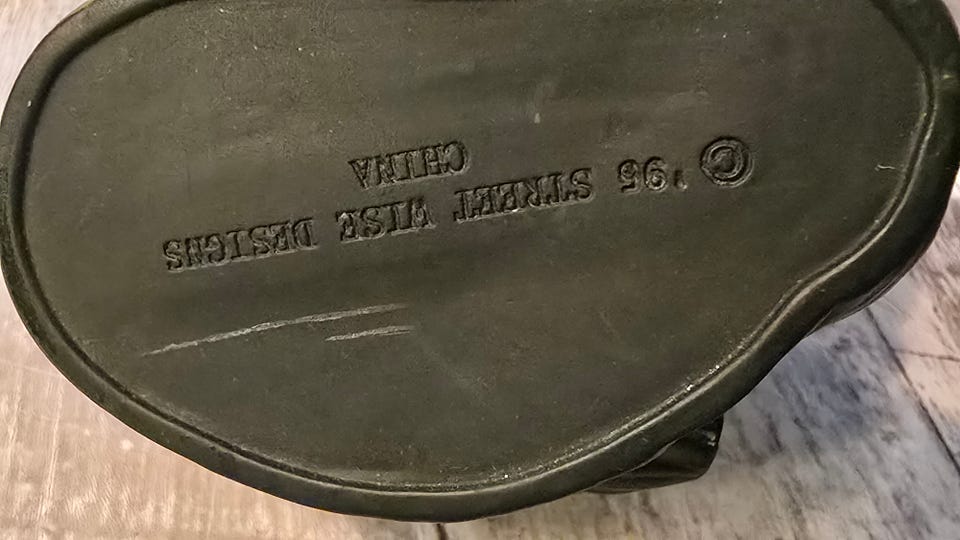 © '95 STREET WISE DESIGNS
CHINA